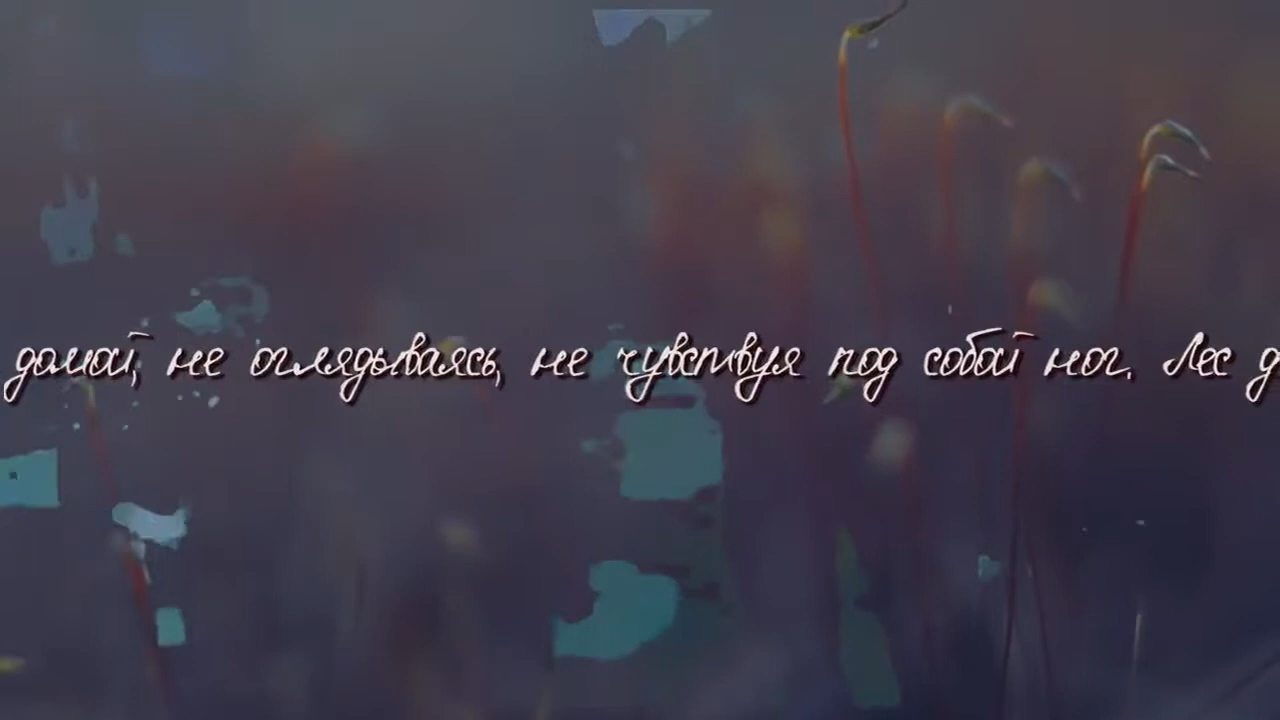 домой, не оглядываясь, не чувствуя под собой ног. Лес д